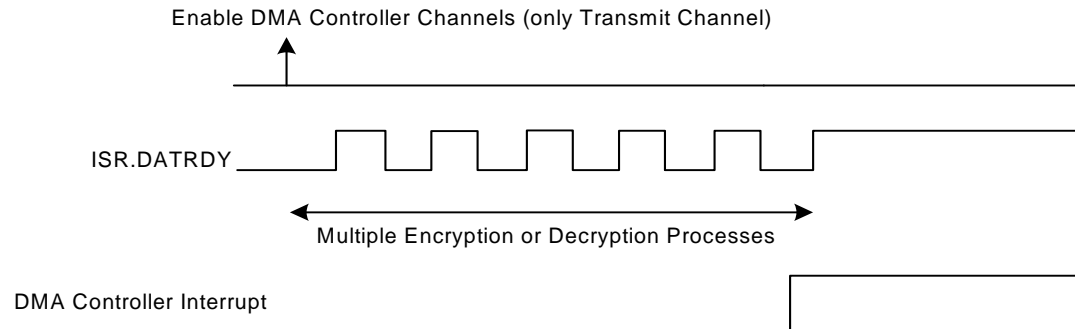 Enable DMA Controller Channels (only Transmit Channel)
ISR.DATRDY
Multiple Encryption or Decryption Processes
DMA Controller Interrupt